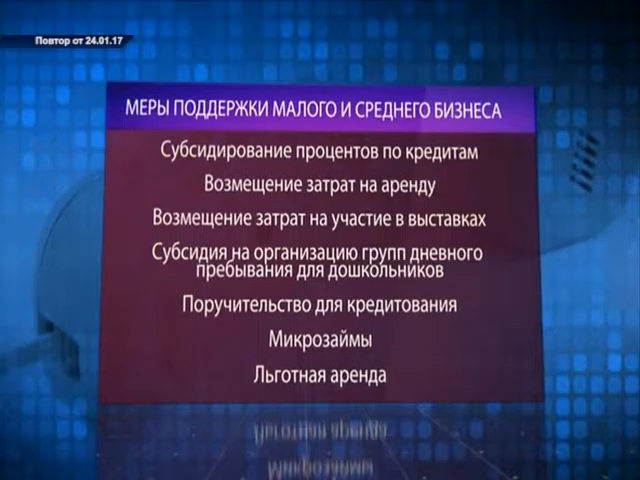 Повтор от 24.01.17
МЕРЫ ПОДДЕРЖКИ МАЛОГО И СРЕДНЕГО БИЗНЕСА
Субсидирование процентов по кредитам
Возмещение затрат на аренду
Возмещение затрат на участие в выставках
Субсидия на организацию групп дневного
пребывания для дошкольников
Поручительство для кредитования
Микрозаймы
Льготная аренда